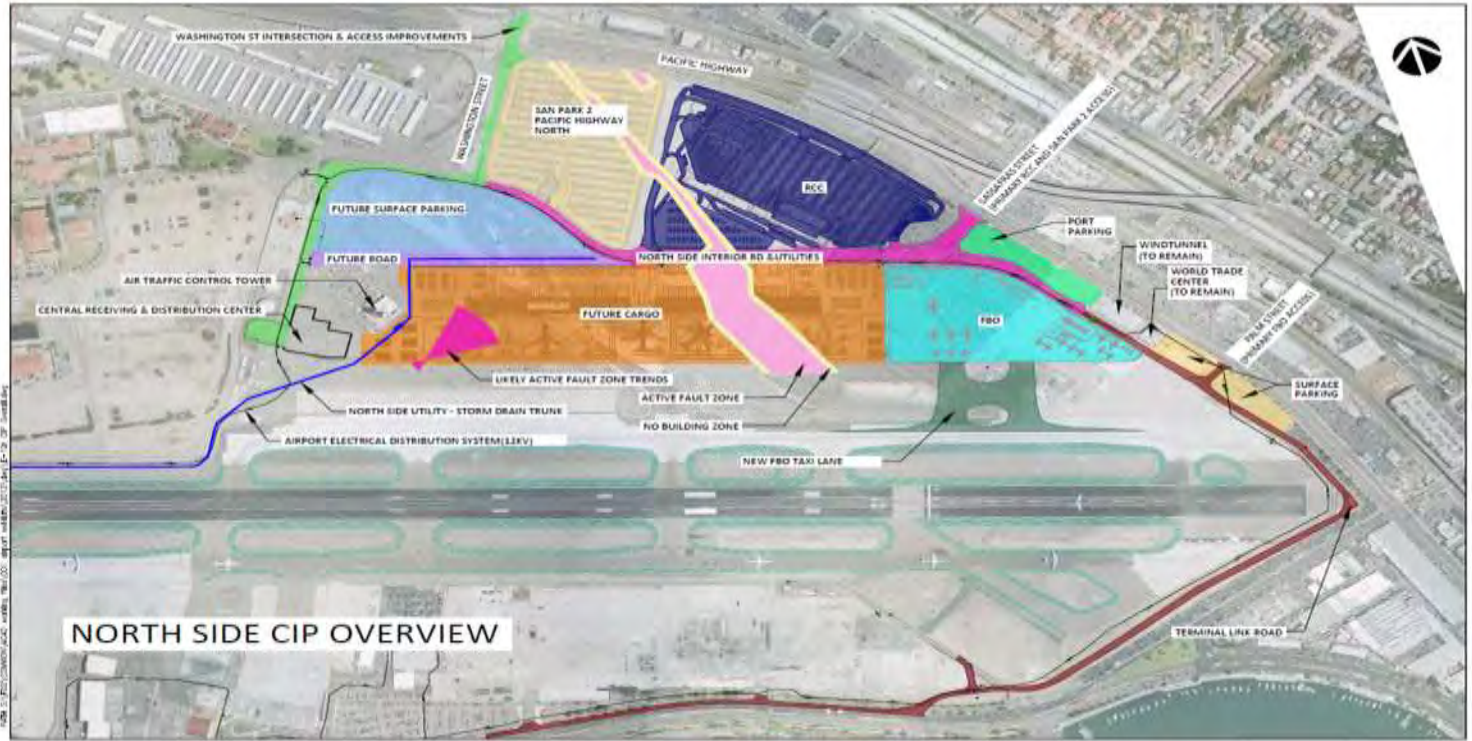 WASHINGTON ST INTERSECTION & ACCESS IMPROVEMENTS
PACIFIC HIGHWAY
WASHINGTON STREET
SAN PARK 2
PACIFIC HIGHWAY
NORTH
SASSAFRAS STREET
(PRIMARY RCC AND SAN PARK 2 ACCESS)
RCC
FUTURE SURFACE PARKING
PORT
PARKING
WINDTUNNEL
(TO REMAIN)
FUTURE ROAD
NORTH SIDE INTERIOR RD &UTILITIES
WORLD TRADE
CENTER
(TO REMAIN)
AIR TRAFFIC CONTROL TOWER
CENTRAL RECEIVING & DISTRIBUTION CENTER
FUTURE CARGO
FBO
PALM STREET
(PRIMARY FBO ACCESS)
LIKELY ACTIVE FAULT ZONE TRENDS
SURFACE
PARKING
ACTIVE FAULT ZONE
NORTH SIDE UTILITY - STORM DRAIN TRUNK
NO BUILDING ZONE
AIRPORT ELECTRICAL DISTRIBUTION SYSTEM(12KV)
NEW FBO TAXI LANE
NORTH SIDE CIP OVERVIEW
TERMINAL LINK ROAD